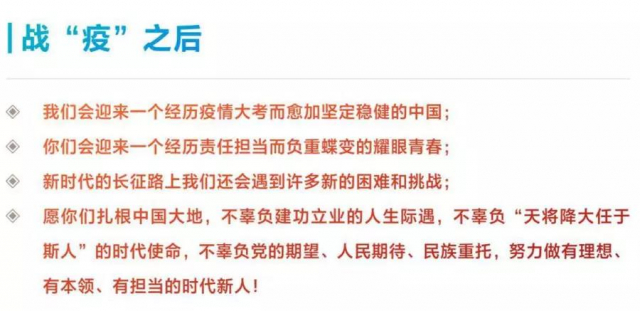 战“疫”之后
我们会迎来一个经历疫情大考而愈加坚定稳健的中国；
你们会迎来一个经历责任担当而负重蝶变的耀眼青春；
新时代的长征路上我们还会遇到许多新的困难和挑战；
愿你们扎根中国大地，不辜负建功立业的人生际遇，不辜负“天将降大任于
斯人”的时代使命，不辜负党的期望、人民期待、民族重托，努力做有理想、
有本领、有担当的时代新人！